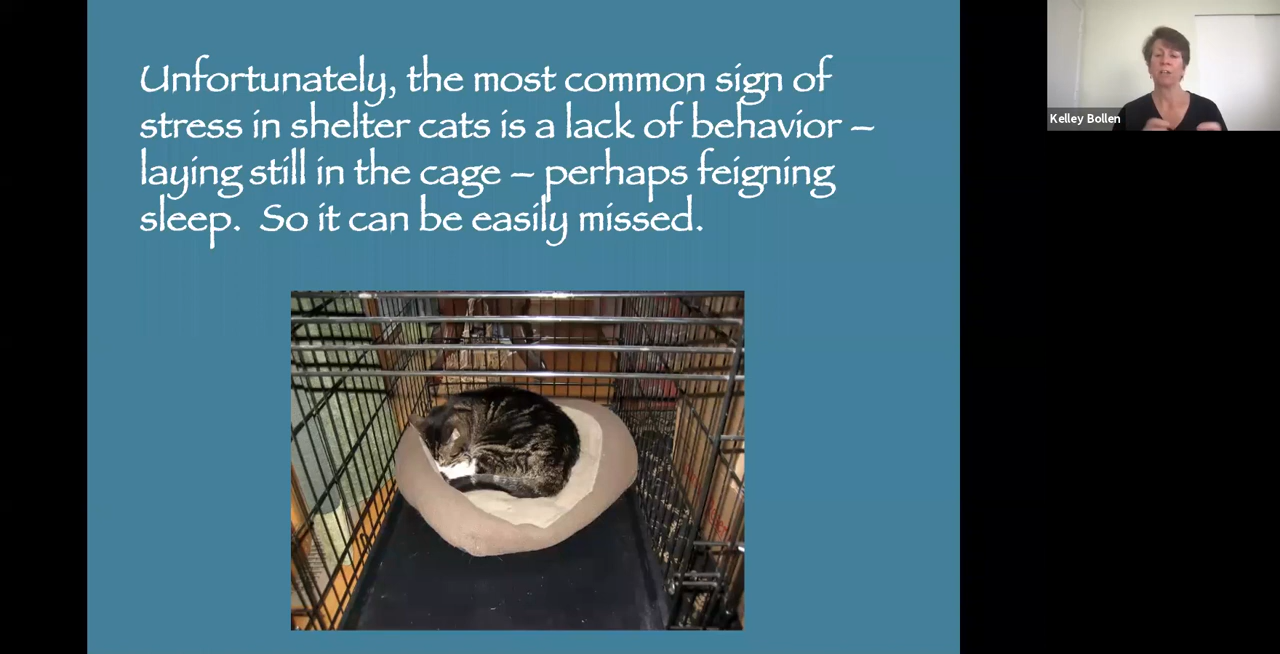 Unfortunately, the most common sign of
stress in shelter cats is a lack of behavior –
laying still in the cage – perhaps feigning
sleep.  So it can be easily missed.
Kelley Bollen